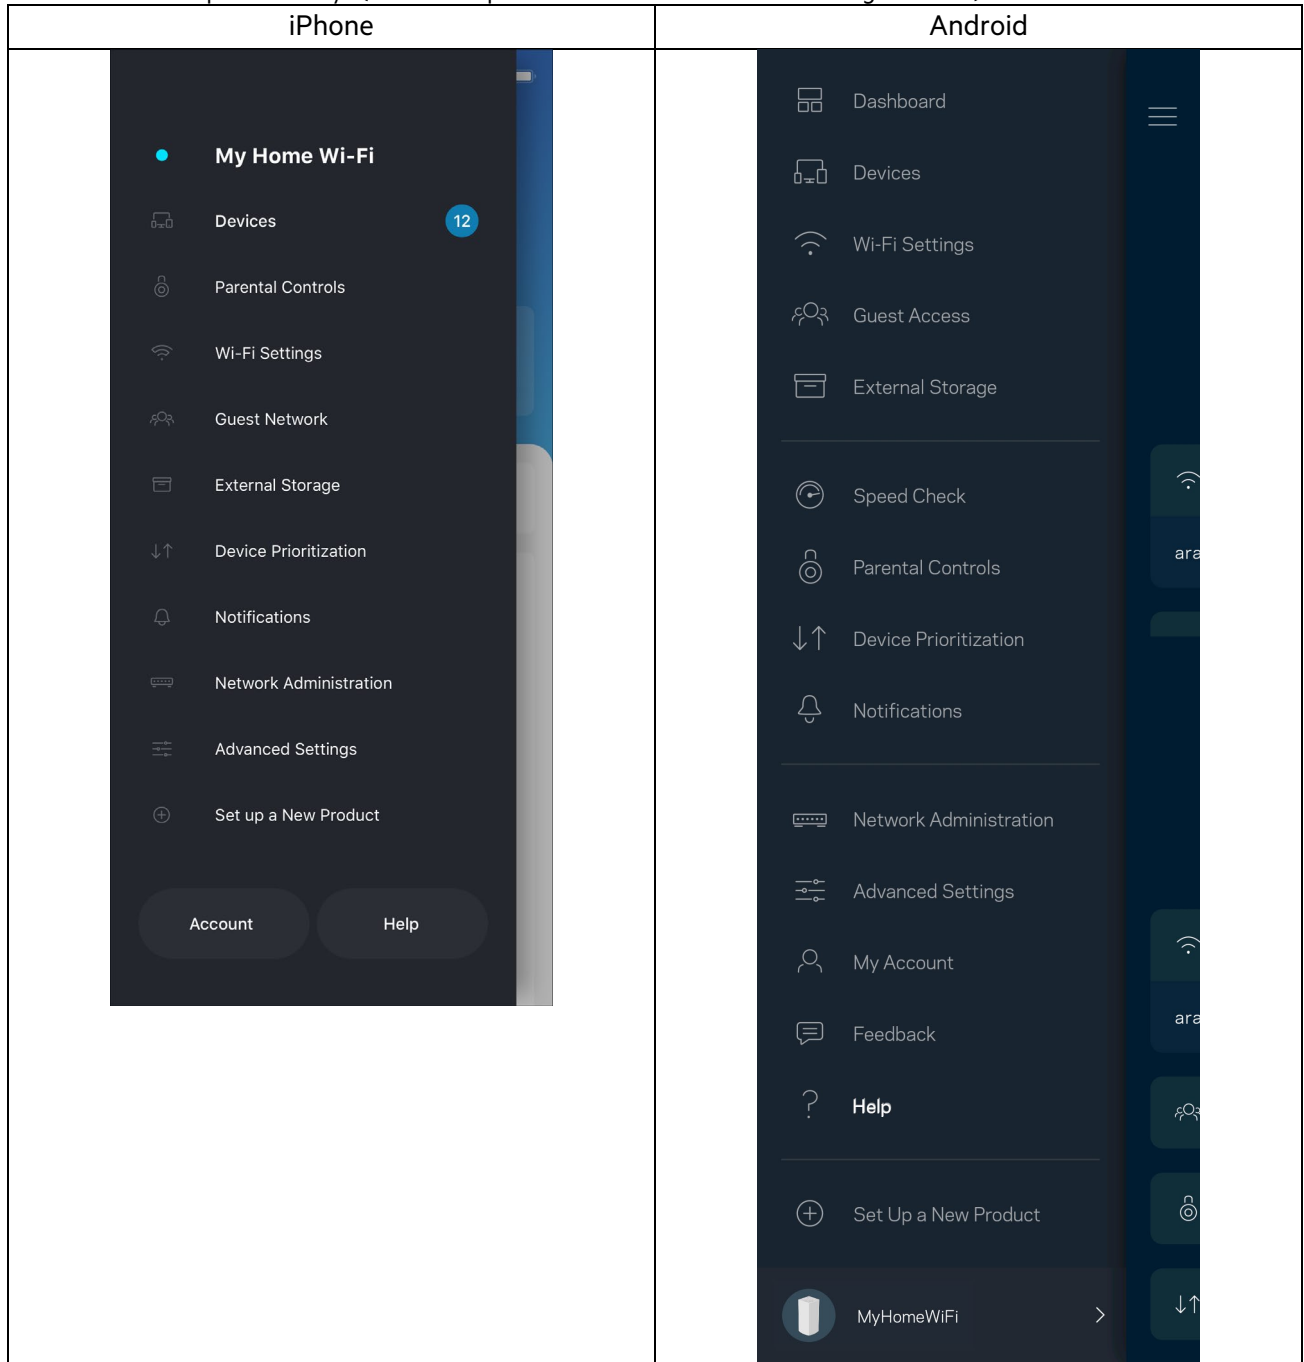 iPhone
Android
My Home Wi-Fi
Devices 12
Parental Controls
Wi-Fi Settings
Guest Network
External Storage
Device Prioritization
Notifications
Network Administration
Advanced Settings
Set up a New Product
Account Help
Dashboard
Devices
Wi-Fi Settings
Guest Access
External Storage
Speed Check
Parental Controls
Device Prioritization
Notifications
Network Administration
Advanced Settings
My Account
Feedback
Help
Set Up a New Product
MyHomeWiFi
ara
ara